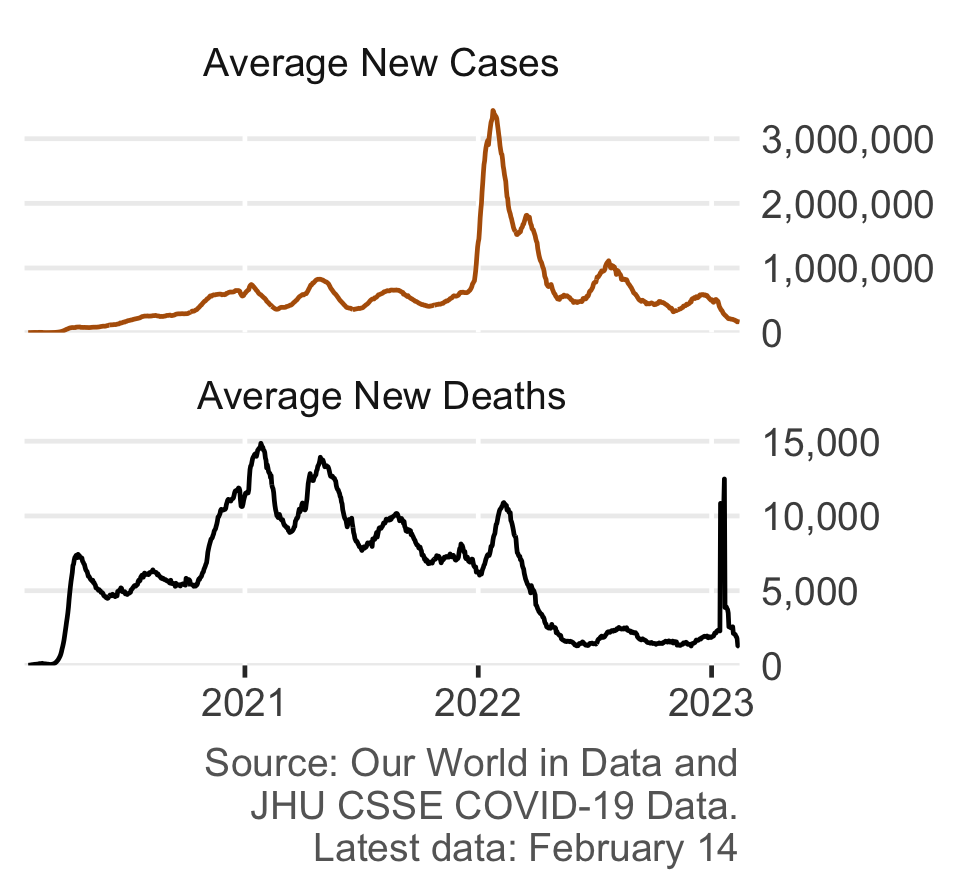 Average New Cases
3,000,000
2,000,000
1,000,000
0
Average New Deaths
15,000
10,000
5,000
0
2021 2022 2023
Source: Our World in Data and
JHU CSSE COVID-19 Data.
Latest data: February 14